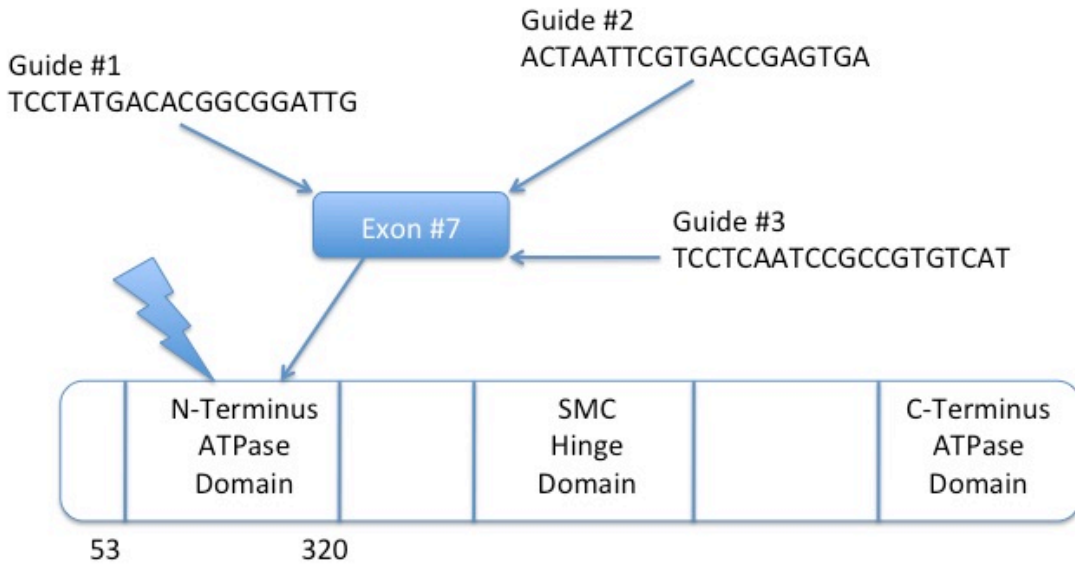 Guide #1
TCCTATGACACGGCGGATTG
Guide #2
ACTAATTCGTGACCGAGTGA
Exon #7
Guide #3
TCCTCAATCCGCCGTGTCAT
N-Terminus
ATPase
Domain
SMC
Hinge
Domain
C-Terminus
ATPase
Domain
53
320